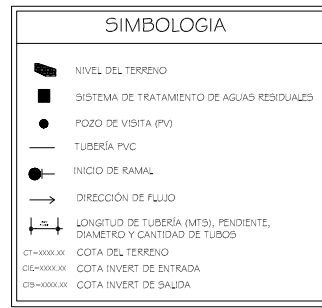 SIMBOLOGIA
NIVEL DEL TERRENO
SISTEMA DE TRATAMIENTO DE AGUAS RESIDUALES
POZO DE VISITA (PV)
TUBERÍA PVC
INICIO DE RAMAL
DIRECCIÓN DE FLUJO
LONGITUD DE TUBERÍA (MTS), PENDIENTE,
DIAMETRO Y CANTIDAD DE TUBOS
CT=XXXX.XX COTA DEL TERRENO
CIE=XXXX.XX COTA INVERT DE ENTRADA
CIS=XXXX.XX COTA INVERT DE SALIDA